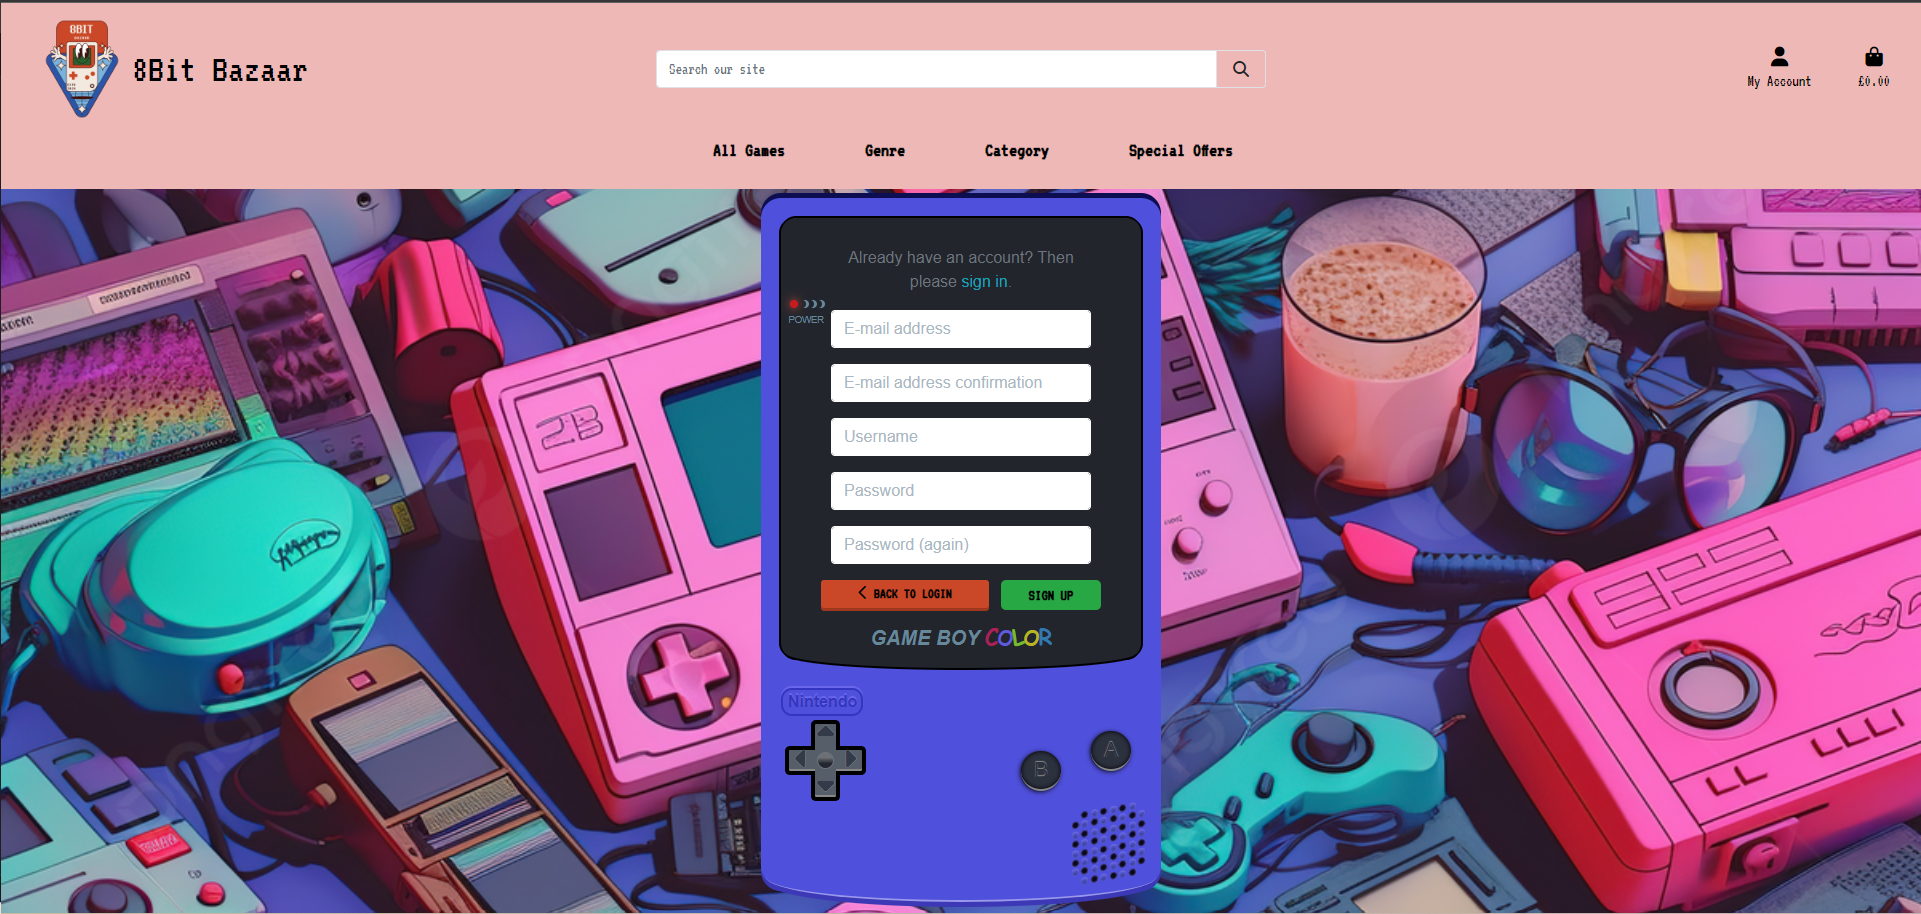 8BIT
BAZAAR
8Bit Bazaar
Search our site
My Account
£0.00
All Games
Genre
Category
Special Offers
Already have an account? Then
please sign in.
POWER
E-mail address
E-mail address confirmation
Username
Password
Password (again)
BACK TO LOGIN
SIGN UP
GAME BOY COLOR
Nintendo
A
B